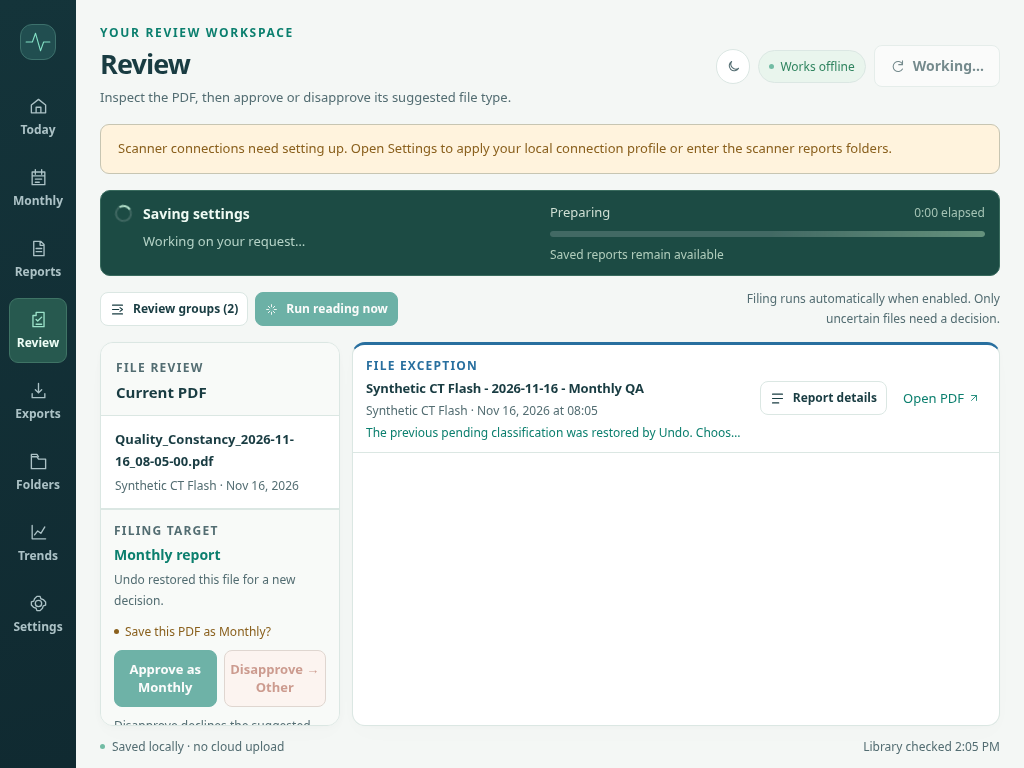 YOUR REVIEW WORKSPACE
Review
Inspect the PDF, then approve or disapprove its suggested file type.
Works offline
Working...
Today
Monthly
Reports
Review
Exports
Folders
Trends
Settings
Scanner connections need setting up. Open Settings to apply your local connection profile or enter the scanner reports folders.
Saving settings
Working on your request...
Preparing
0:00 elapsed
Saved reports remain available
Review groups (2)
Run reading now
Filing runs automatically when enabled. Only
uncertain files need a decision.
FILE REVIEW
Current PDF
Quality_Constancy_2026-11-
16_08-05-00.pdf
Synthetic CT Flash · Nov 16, 2026
FILING TARGET
Monthly report
Undo restored this file for a new
decision.
Save this PDF as Monthly?
Approve as
Monthly
Disapprove →
Other
Disapprove declines the suggested
FILE EXCEPTION
Synthetic CT Flash - 2026-11-16 - Monthly QA
Synthetic CT Flash · Nov 16, 2026 at 08:05
The previous pending classification was restored by Undo. Choos...
Report details
Open PDF
Saved locally · no cloud upload
Library checked 2:05 PM